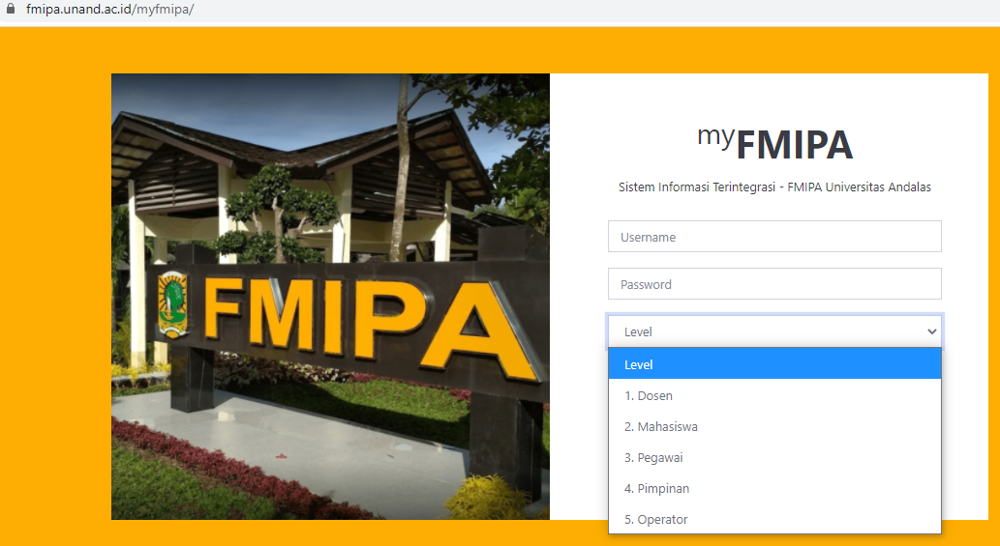 fmipa.unand.ac.id/myfmipa/
FMIPA
myFMIPA
Sistem Informasi Terintegrasi - FMIPA Universitas Andalas
Username
Password
Level
Level
1. Dosen
2. Mahasiswa
3. Pegawai
4. Pimpinan
5. Operator